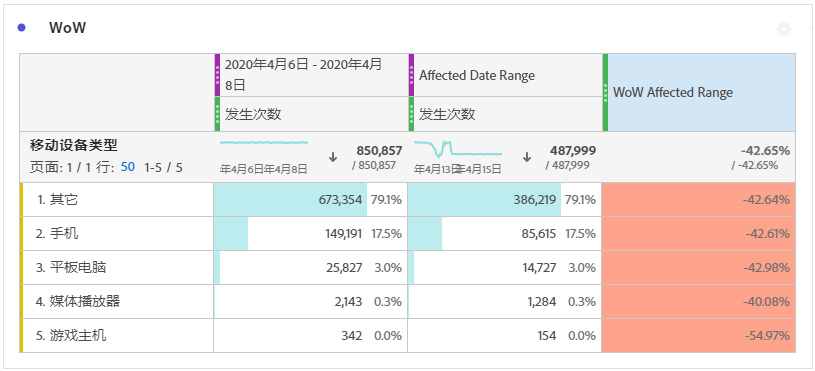 WoW
2020年4月6日 - 2020年4月
8日
Affected Date Range
WoW Affected Range
发生次数
发生次数
移动设备类型
页面: 1 / 1 行: 50 1-5 / 5
年4月6日年4月8日
850,857
/ 850,857
年4月13日年4月15日
487,999
/ 487,999
-42.65%
/ -42.65%
1. 其它 673,354 79.1% 386,219 79.1% -42.64%
2. 手机 149,191 17.5% 85,615 17.5% -42.61%
3. 平板电脑 25,827 3.0% 14,727 3.0% -42.98%
4. 媒体播放器 2,143 0.3% 1,284 0.3% -40.08%
5. 游戏主机 342 0.0% 154 0.0% -54.97%